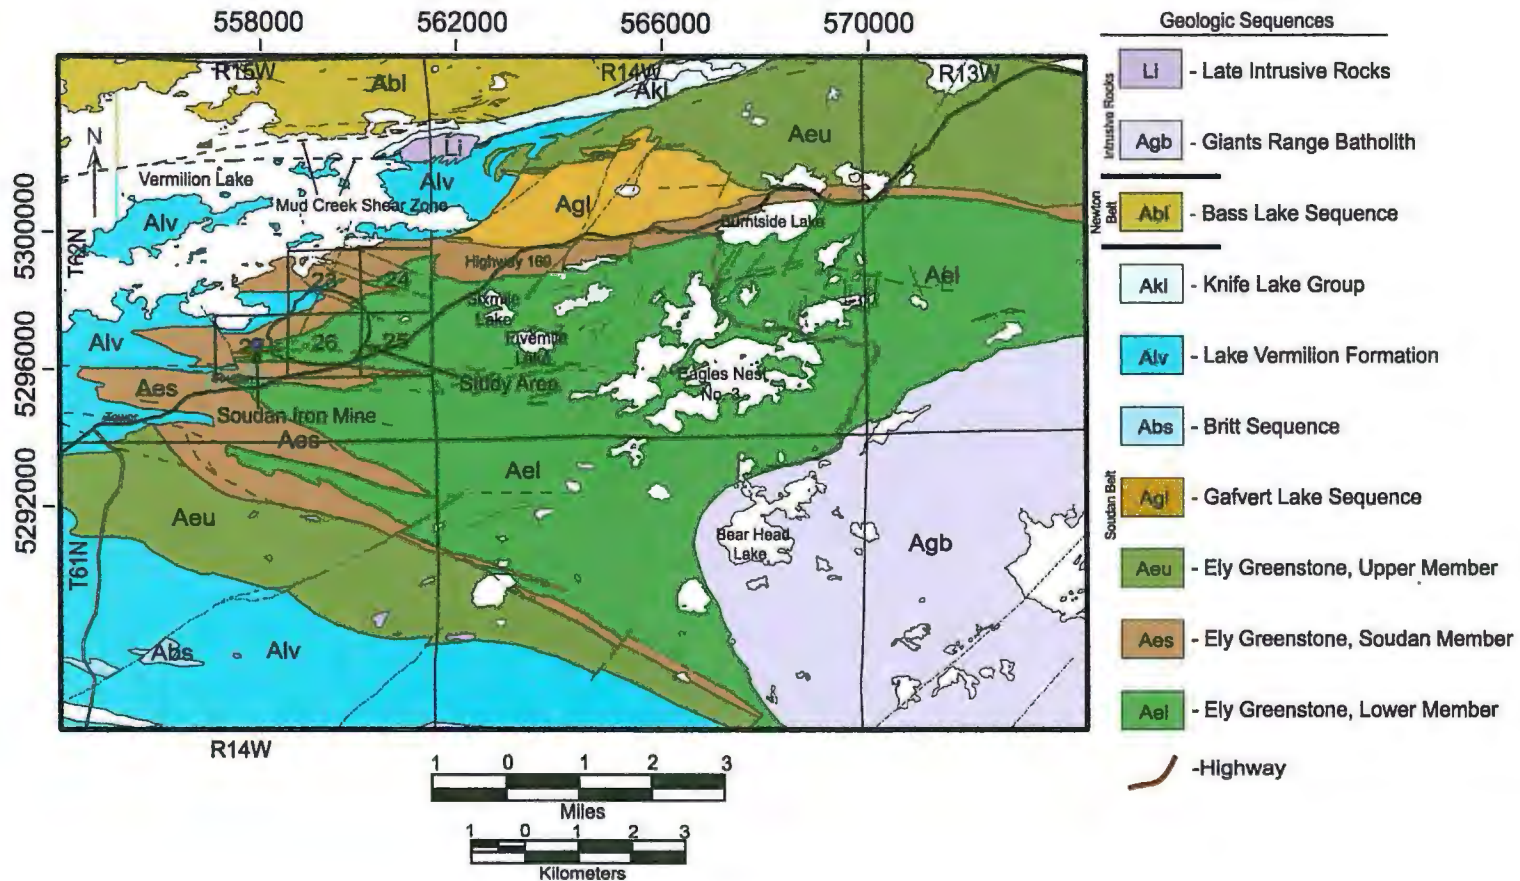 558000 562000 566000 570000
Geologic Sequences
R15W R14W R13W
Abl Akl
Li - Late Intrusive Rocks
Intrusive Rocks
N
Aeu
Li
Agb - Giants Range Batholith
Vermilion Lake Alv
Mud Creek Shear Zone Agl
Alv
Newton Belt
Abl - Bass Lake Sequence
5300000
T62N
Burntside Lake
Highway 169
23 24
Ael
Akl - Knife Lake Group
Sixmile Lake
Fivemile Lake
26 25
Alv
5296000
Alv - Lake Vermilion Formation
Eagles Nest No. 3
Study Area
Aes
Tower
Soudan Iron Mine
Aes
Abs - Britt Sequence
Ael
5292000
Soudan Belt
Agl - Gafvert Lake Sequence
Aeu
Bear Head Lake
Agb
T61N
Aeu - Ely Greenstone, Upper Member
Abs Alv
Aes - Ely Greenstone, Soudan Member
Ael - Ely Greenstone, Lower Member
R14W
-Highway
1 0 1 2 3
Miles
1 0 1 2 3
Kilometers